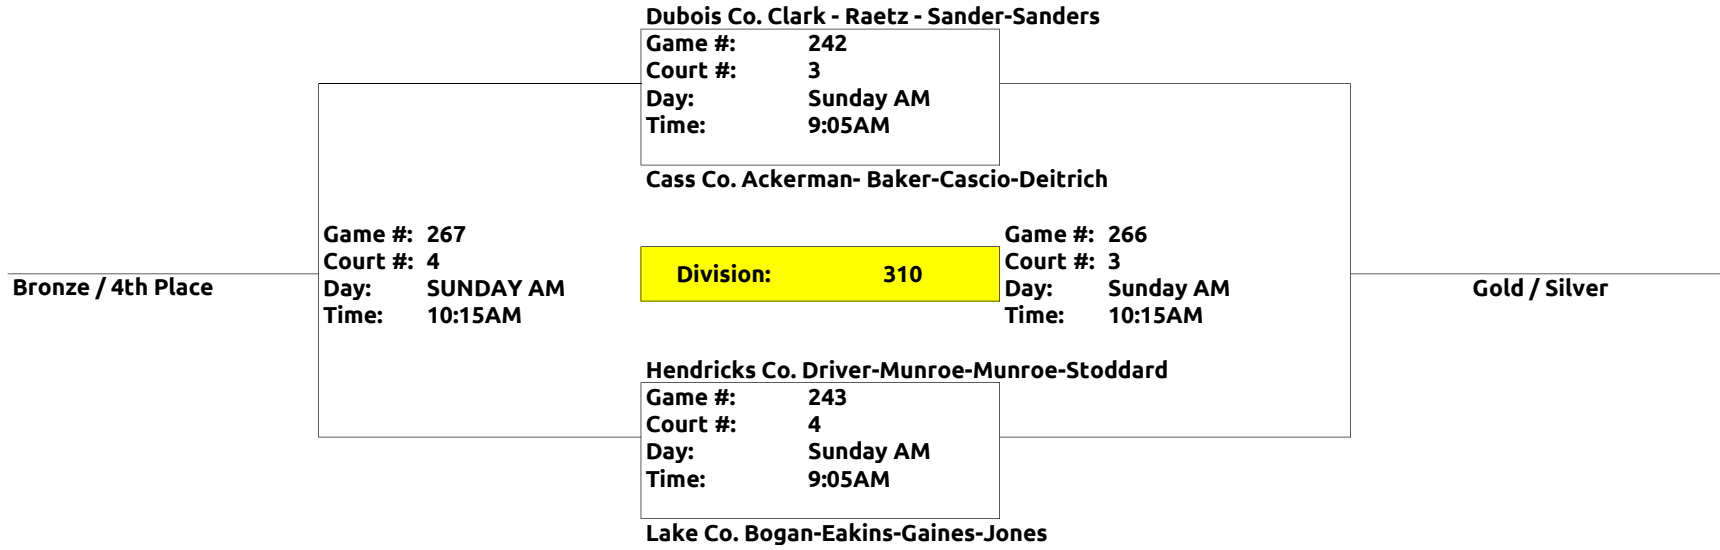 Dubois Co. Clark - Raetz - Sander-Sanders
Game #: 242
Court #: 3
Day: Sunday AM
Time: 9:05AM
Cass Co. Ackerman- Baker-Cascio-Deitrich
Bronze / 4th Place
Game #: 267
Court #: 4
Day: SUNDAY AM
Time: 10:15AM
Division: 310
Game #: 266
Court #: 3
Day: Sunday AM
Time: 10:15AM
Gold / Silver
Hendricks Co. Driver-Munroe-Munroe-Stoddard
Game #: 243
Court #: 4
Day: Sunday AM
Time: 9:05AM
Lake Co. Bogan-Eakins-Gaines-Jones